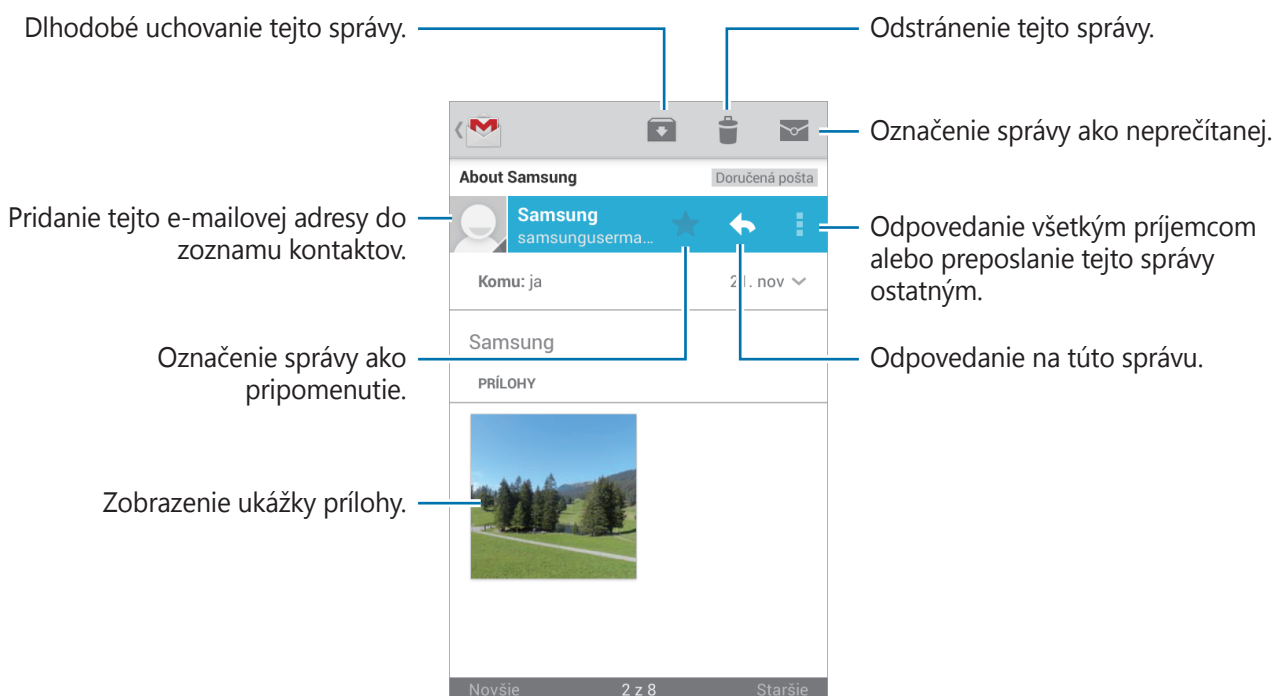 Dlhodobé uchovanie tejto správy.
Odstránenie tejto správy.
Označenie správy ako neprečítanej.
About Samsung
Doručená pošta
Pridanie tejto e-mailovej adresy do
zoznamu kontaktov.
Samsung
samsunguserma...
Odpovedanie všetkým príjemcom
alebo preposlanie tejto správy
ostatným.
Komu: ja
21. nov
Označenie správy ako
pripomenutie.
Samsung
Odpovedanie na túto správu.
PRÍLOHY
Zobrazenie ukážky prílohy.
Novšie 2 z 8 Staršie